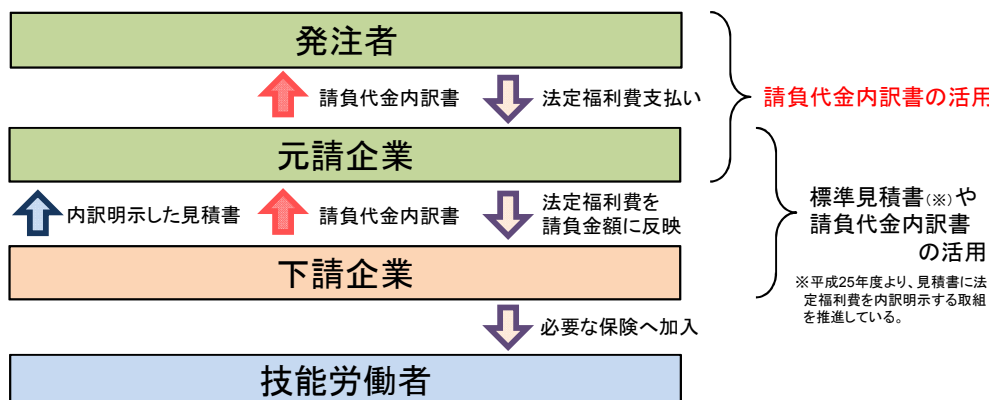 発注者
請負代金内訳書
法定福利費支払い
請負代金内訳書の活用
元請企業
内訳明示した見積書
請負代金内訳書
法定福利費を
請負金額に反映
標準見積書(※)や
請負代金内訳書
の活用
※平成25年度より、見積書に法
定福利費を内訳明示する取組
を推進している。
下請企業
必要な保険へ加入
技能労働者